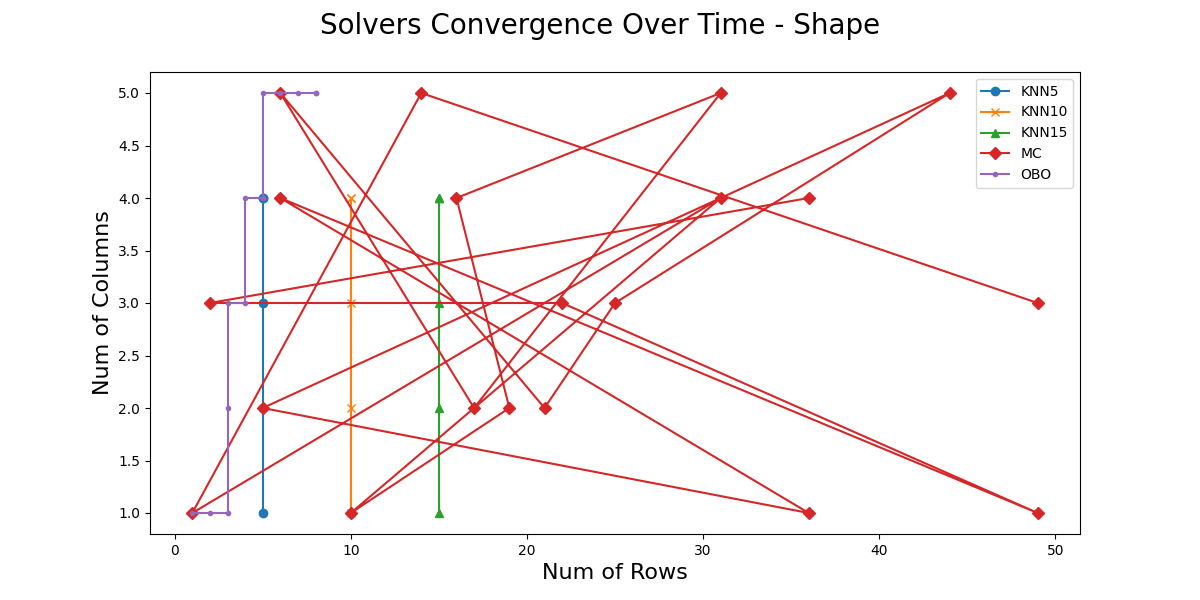 Solvers Convergence Over Time - Shape
Num of Columns
5.0
4.5
4.0
3.5
3.0
2.5
2.0
1.5
1.0
KNN5
KNN10
KNN15
MC
OBO
0 10 20 30 40 50
Num of Rows